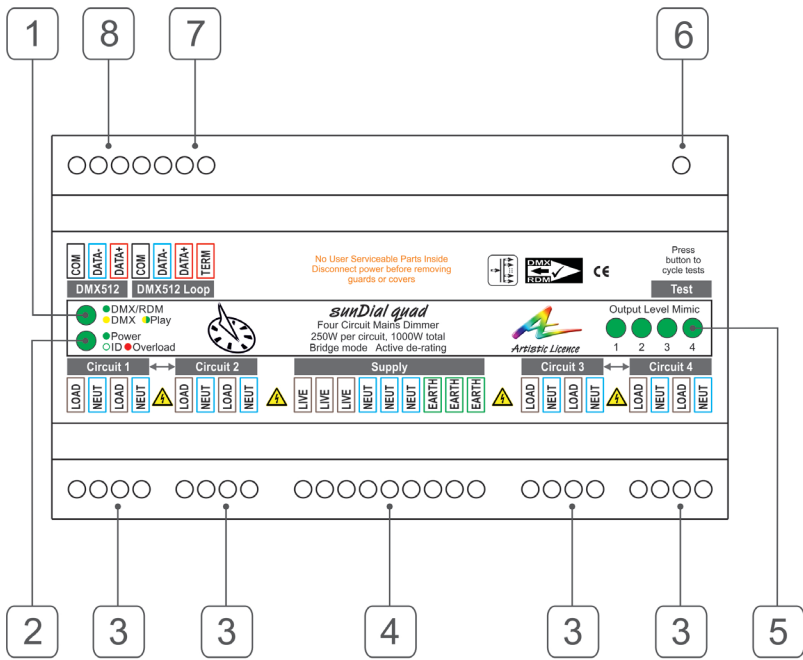 1 8 7 6
COM DATA- DATA+ COM DATA- DATA+ TERM
DMX512 DMX512 Loop
No User Serviceable Parts Inside
Disconnect power before removing
guards or covers
DMX
RDM
CE
Press
button to
cycle tests
Test
DMX/RDM
DMX Play
Power
ID Overload
sunDial quad
Four Circuit Mains Dimmer
250W per circuit, 1000W total
Bridge mode Active de-rating
Artistic Licence
Output Level Mimic
1 2 3 4
Circuit 1 Circuit 2 Supply Circuit 3 Circuit 4
LOAD NEUT LOAD NEUT LOAD NEUT LOAD NEUT LIVE LIVE LIVE NEUT NEUT NEUT EARTH EARTH EARTH LOAD NEUT LOAD NEUT LOAD NEUT LOAD NEUT
2 3 3 4 3 3 5